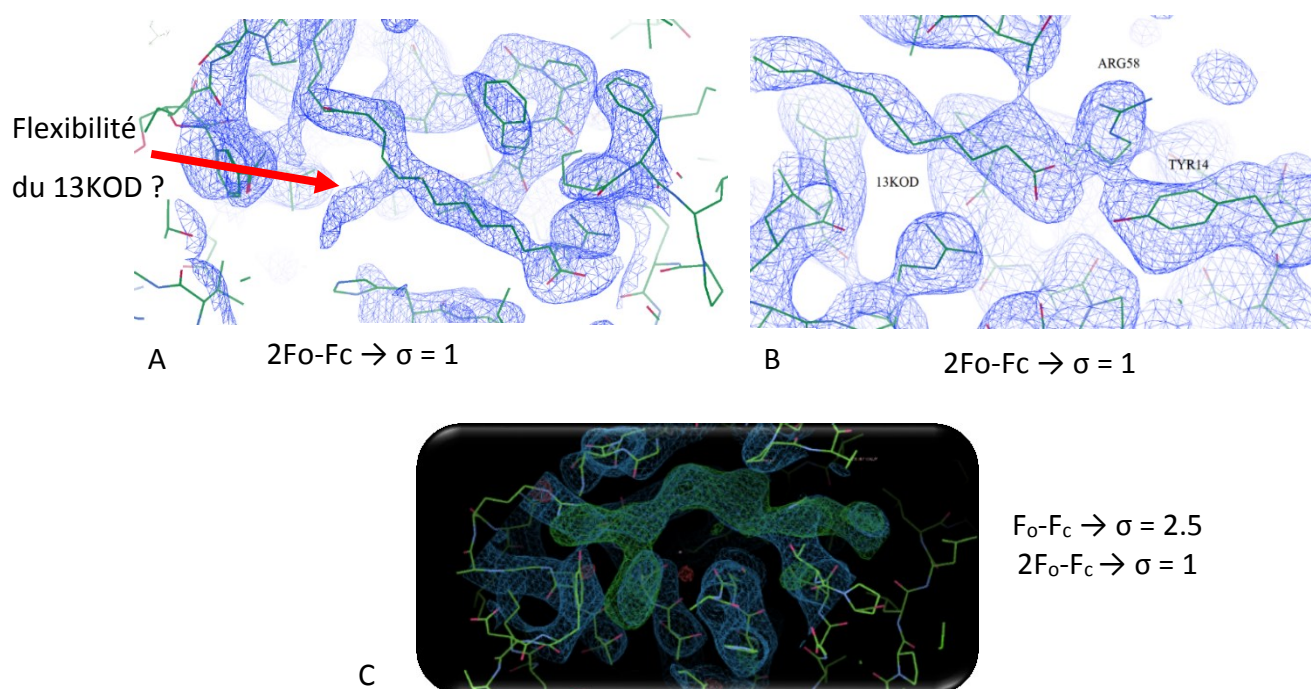 ARG58
Flexibilité
du 13KOD ?
TYR14
13KOD
A
2Fo-Fc → σ = 1
B
2Fo-Fc → σ = 1
Fo-Fc → σ = 2.5
2Fo-Fc → σ = 1
C